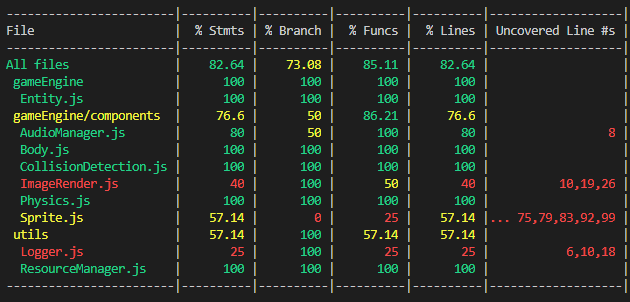 ------------------------|---------|----------|---------|---------|-------------------
File | % Stmts | % Branch | % Funcs | % Lines | Uncovered Line #s
------------------------|---------|----------|---------|---------|-------------------
All files | 82.64 | 73.08 | 85.11 | 82.64 |
gameEngine | 100 | 100 | 100 | 100 |
Entity.js | 100 | 100 | 100 | 100 |
gameEngine/components | 76.6 | 50 | 86.21 | 76.6 |
AudioManager.js | 80 | 50 | 100 | 80 | 8
Body.js | 100 | 100 | 100 | 100 |
CollisionDetection.js | 100 | 100 | 100 | 100 |
ImageRender.js | 40 | 100 | 50 | 40 | 10,19,26
Physics.js | 100 | 100 | 100 | 100 |
Sprite.js | 57.14 | 0 | 25 | 57.14 | ... 75,79,83,92,99
utils | 57.14 | 100 | 57.14 | 57.14 |
Logger.js | 25 | 100 | 25 | 25 | 6,10,18
ResourceManager.js | 100 | 100 | 100 | 100 |
------------------------|---------|----------|---------|---------|-------------------